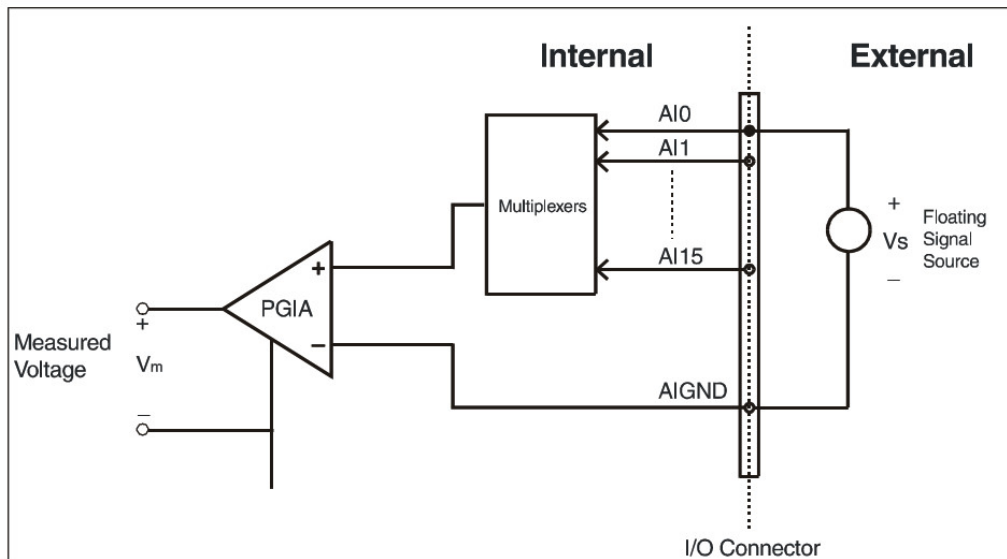 Internal
External
AI0
AI1
Multiplexers
AI15
+
Vs
−
Floating
Signal
Source
+
PGIA
−
Measured
Voltage
+
Vm
−
AIGND
I/O Connector